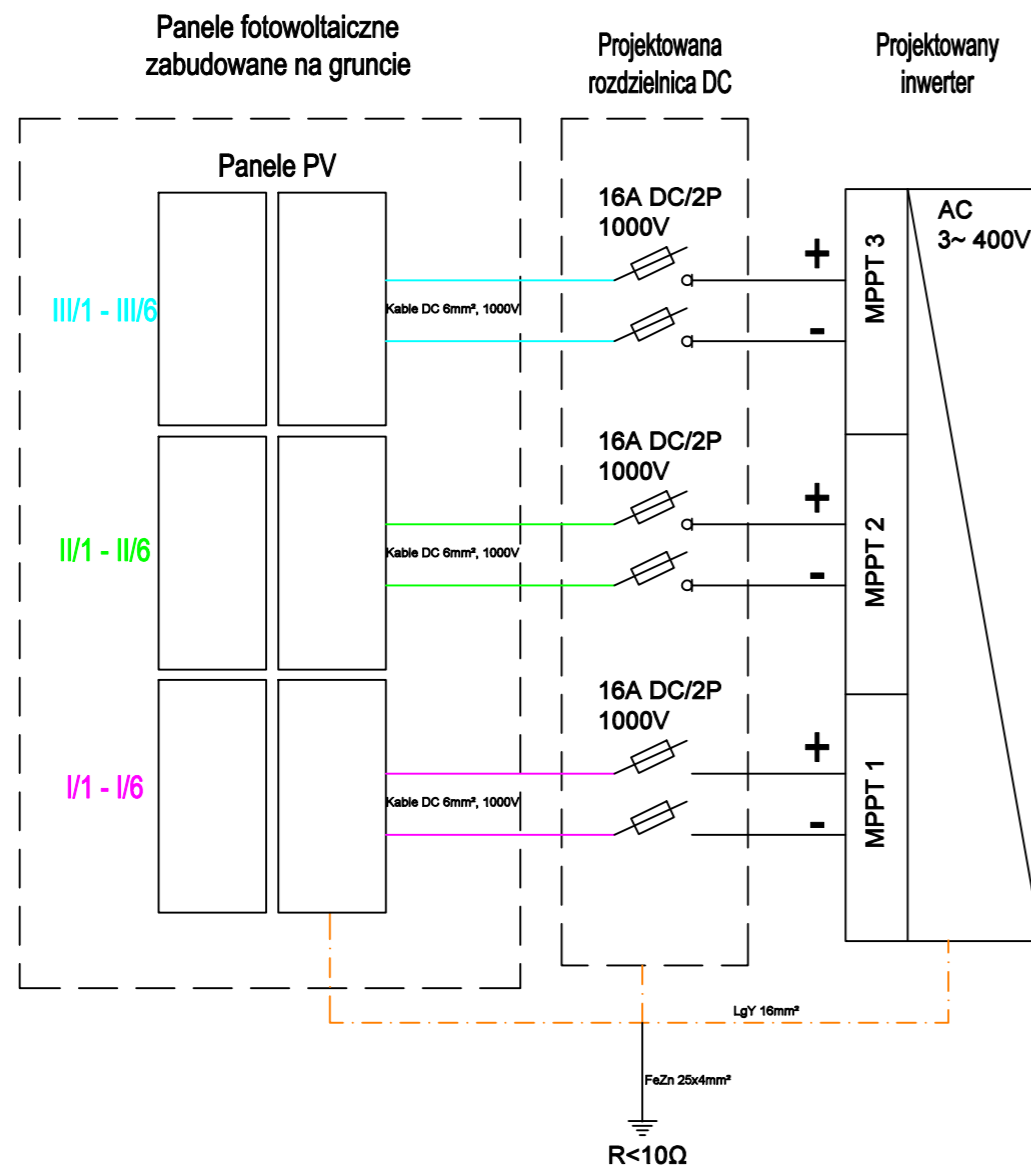 Panele fotowoltaiczne
zabudowane na gruncie
Projektowana
rozdzielnica DC
Projektowany
inwerter
Panele PV
16A DC/2P
1000V
AC
3~ 400V
III/1 - III/6
Kable DC 6mm², 1000V
+
-
MPPT 3
16A DC/2P
1000V
II/1 - II/6
Kable DC 6mm², 1000V
+
-
MPPT 2
16A DC/2P
1000V
I/1 - I/6
Kable DC 6mm², 1000V
+
-
MPPT 1
LgY 16mm²
FeZn 25x4mm²
R<10Ω